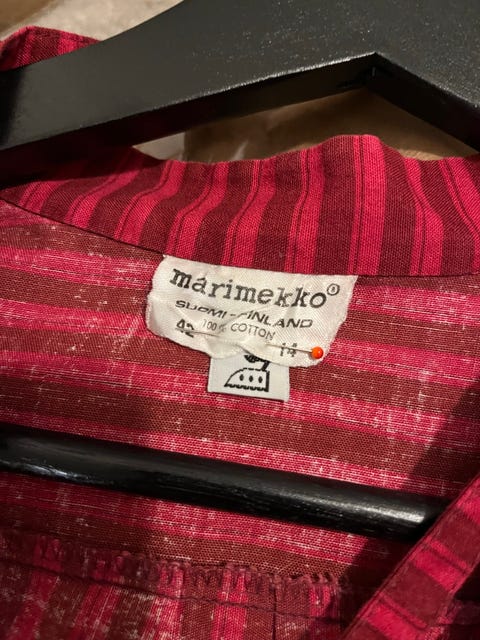 marimekko®
SUOMI-FINLAND
100% COTTON
42 14